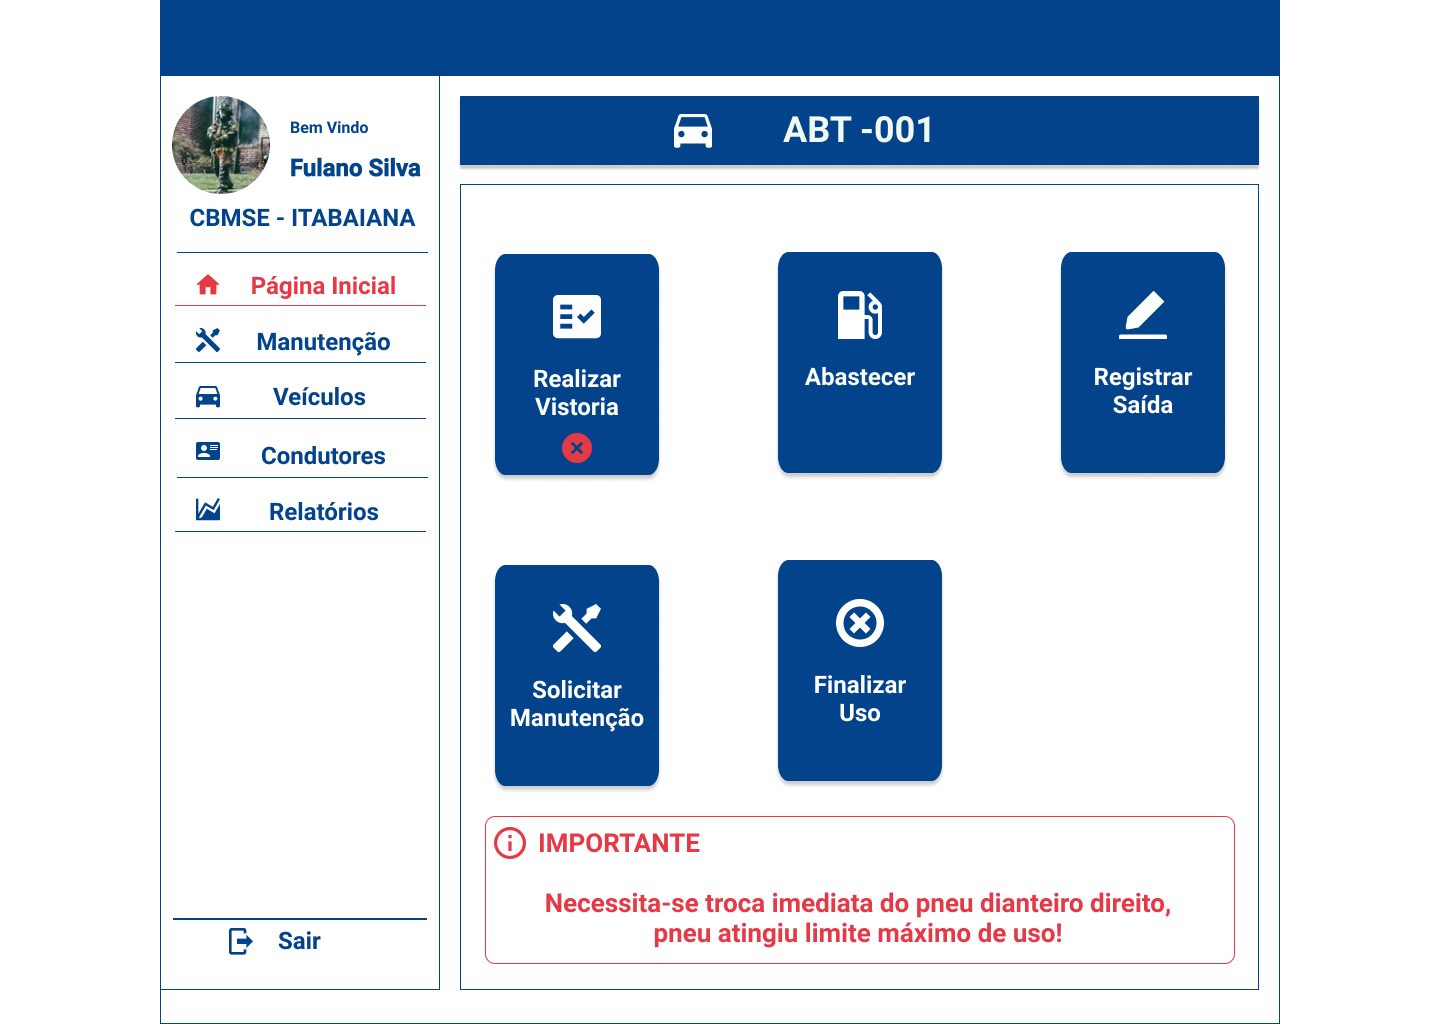 Bem Vindo
Fulano Silva
CBMSE - ITABAIANA
Página Inicial
Manutenção
Veículos
Condutores
Relatórios
Sair
ABT -001
Realizar
Vistoria
Abastecer
Registrar
Saída
Solicitar
Manutenção
Finalizar
Uso
IMPORTANTE
Necessita-se troca imediata do pneu dianteiro direito,
pneu atingiu limite máximo de uso!